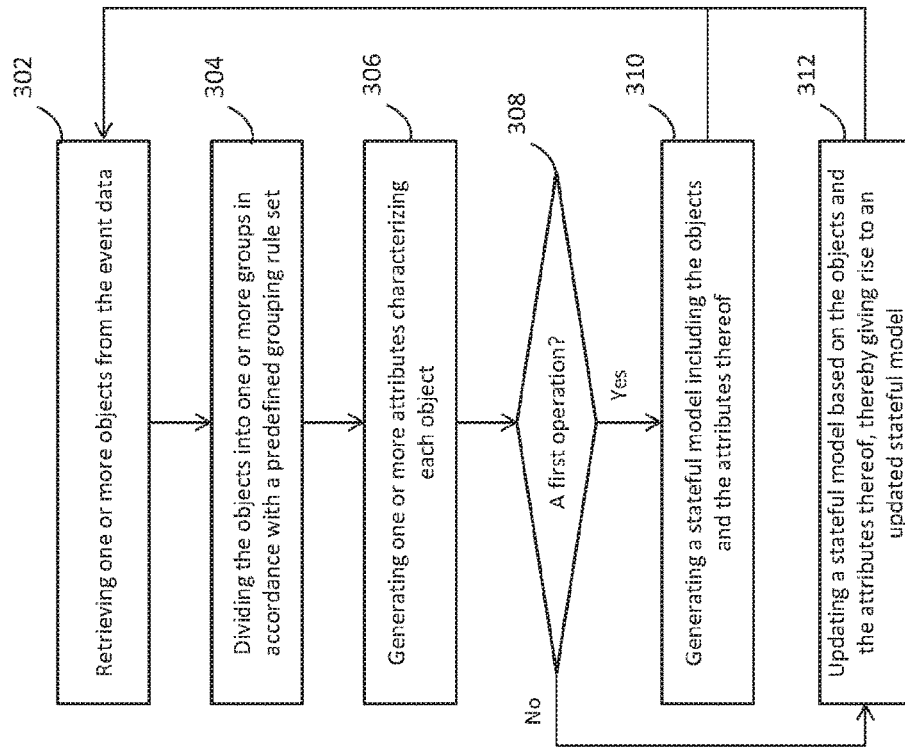 302
Retrieving one or more objects from the event data
304
Dividing the objects into one or more groups in
accordance with a predefined grouping rule set
306
Generating one or more attributes characterizing
each object
308
A first operation?
No
Yes
310
Generating a stateful model including the objects
and the attributes thereof
312
Updating a stateful model based on the objects and
the attributes thereof, thereby giving rise to an
updated stateful model